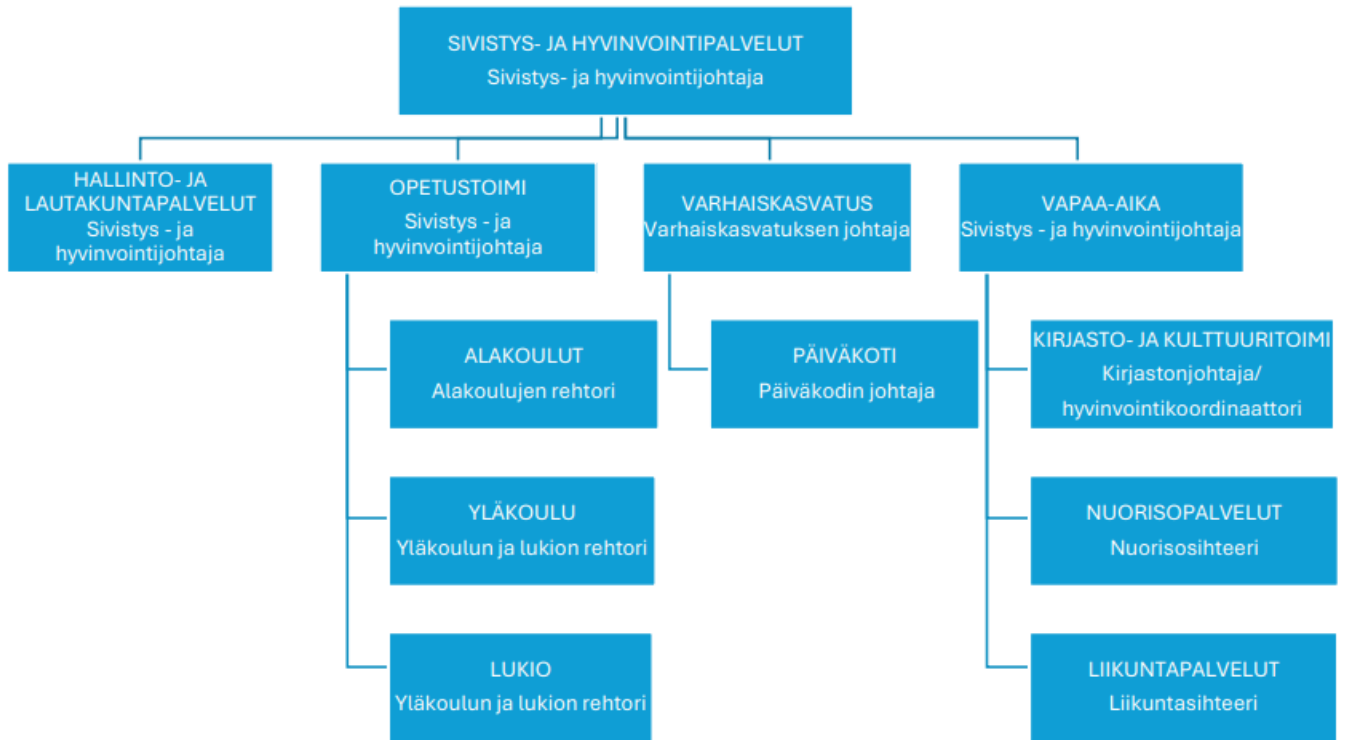 SIVISTYS- JA HYVINVOINTIPALVELUT
Sivistys- ja hyvinvointijohtaja
HALLINTO- JA
LAUTAKUNTAPALVELUT
Sivistys - ja
hyvinvointijohtaja
OPETUSTOIMI
Sivistys - ja
hyvinvointijohtaja
VARHAISKASVATUS
Varhaiskasvatuksen johtaja
VAPAA-AIKA
Sivistys - ja hyvinvointijohtaja
ALAKOULUT
Alakoulujen rehtori
PÄIVÄKOTI
Päiväkodin johtaja
KIRJASTO- JA KULTTUURITOIMI
Kirjastonjohtaja/
hyvinvointikoordinaattori
YLÄKOULU
Yläkoulun ja lukion rehtori
NUORISOPALVELUT
Nuorisosihteeri
LUKIO
Yläkoulun ja lukion rehtori
LIIKUNTAPALVELUT
Liikuntasihteeri